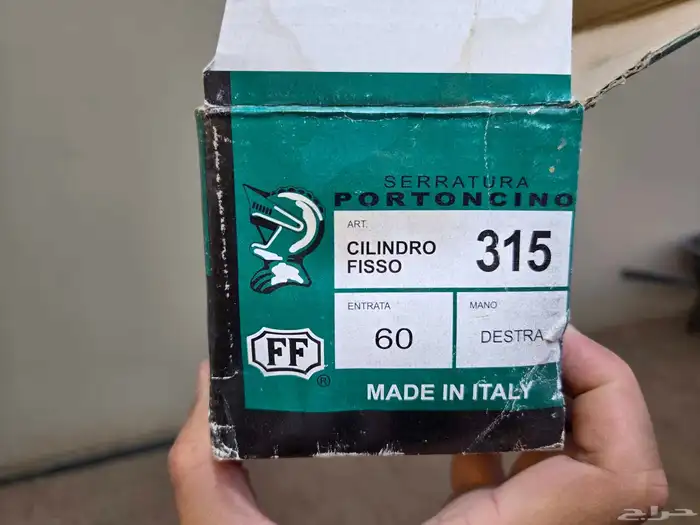 SERRATURA
PORTONCINO
ART.
CILINDRO
FISSO
315
ENTRATA
60
MANO
DESTRA
FF
®
MADE IN ITALY
حراج